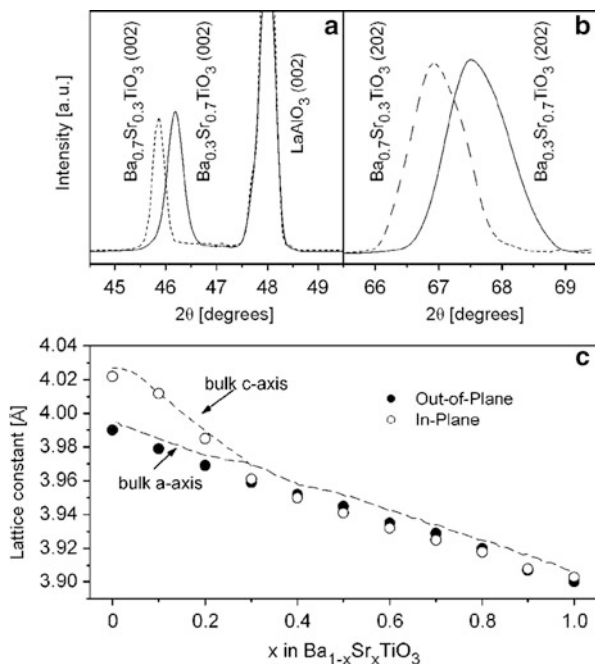 a
b
Intensity [a.u.]
Ba0.7Sr0.3TiO3 (002)
Ba0.3Sr0.7TiO3 (002)
LaAlO3 (002)
Ba0.7Sr0.3TiO3 (202)
Ba0.3Sr0.7TiO3 (202)
45 46 47 48 49
66 67 68 69
2θ [degrees]
2θ [degrees]
c
4.04
4.02
4.00
3.98
3.96
3.94
3.92
3.90
Lattice constant [Å]
bulk c-axis
Out-of-Plane
In-Plane
bulk a-axis
0 0.2 0.4 0.6 0.8 1.0
x in Ba1-xSrxTiO3